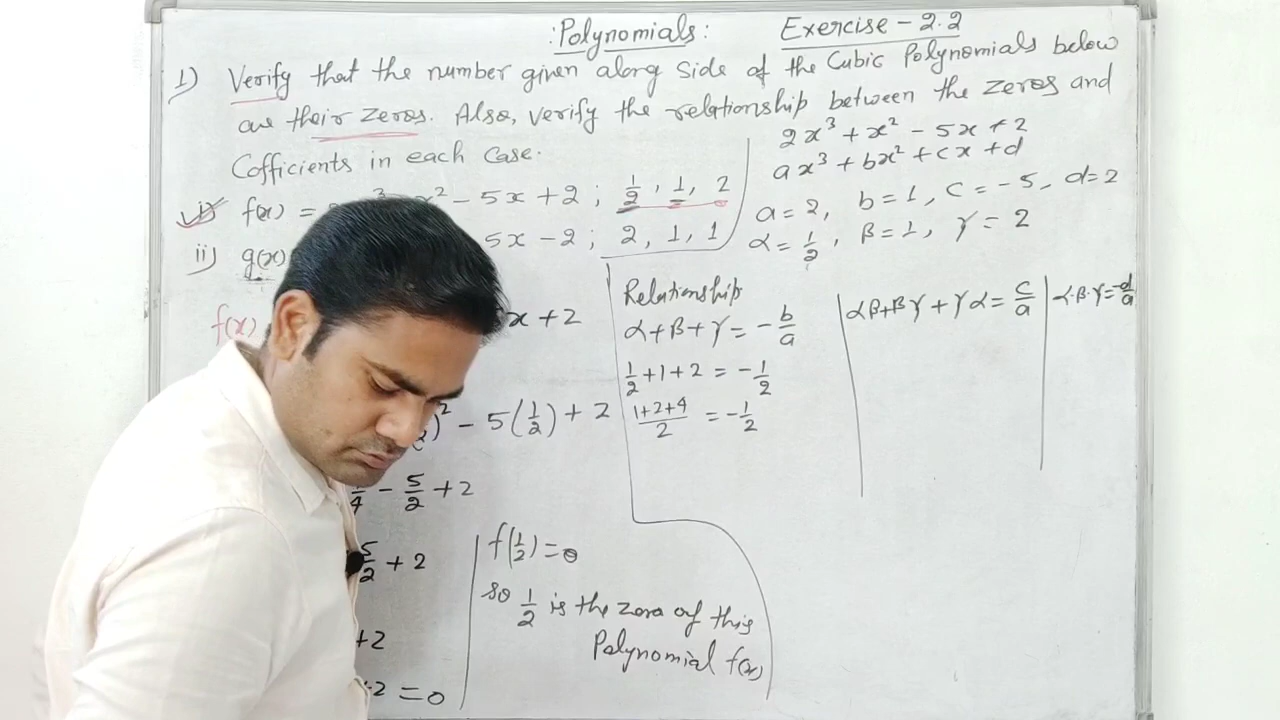 :Polynomials: Exercise - 2.2
1) Verify that the number given along side of the Cubic Polynomials below
are their zeros. Also, verify the relationship between the zeros and
Cofficients in each case.
2x³ + x² - 5x + 2
ax³ + bx² + cx + d
a = 2, b = 1, c = -5, d = 2
α = 1/2, β = 1, γ = 2
i) f(x) = x² - 5x + 2 ; 1/2, 1, 2
ii) g(x) 5x - 2 ; 2, 1, 1
f(x) x + 2
)² - 5(1/2) + 2
1/4 - 5/2 + 2
5/2 + 2
+2
2 = 0
f(1/2) = 0
so 1/2 is the zero of this
Polynomial f(x)
Relationship
α + β + γ = -b/a
1/2 + 1 + 2 = -1/2
1+2+4/2 = -1/2
αβ + βγ + γα = c/a
α·β·γ = -d/a